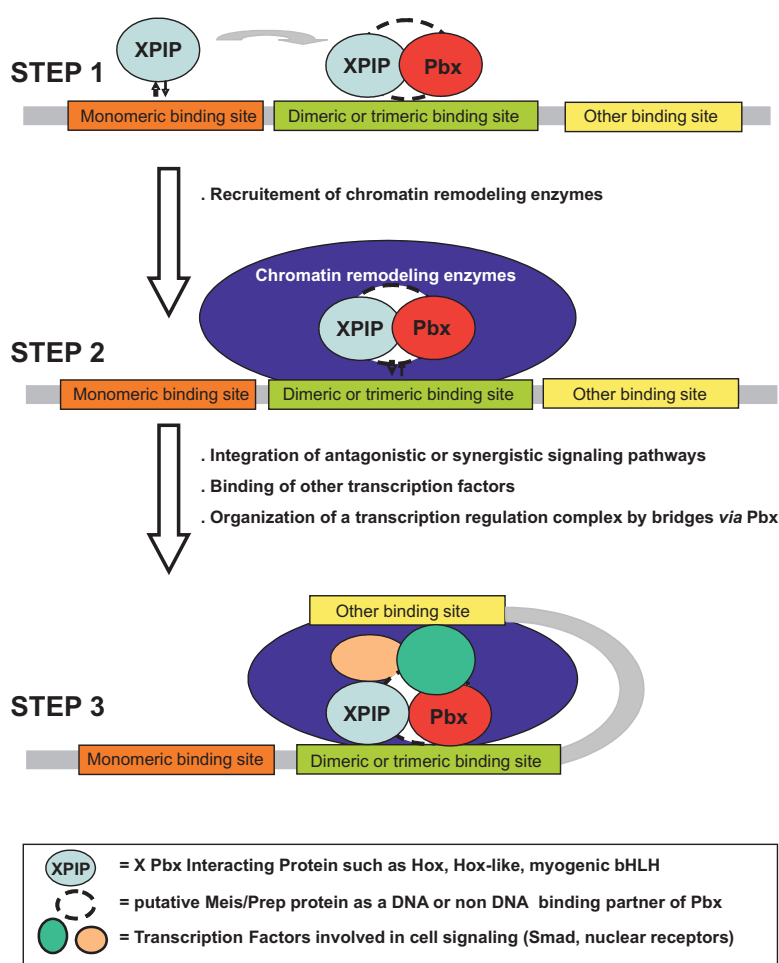 XPIP
XPIP Pbx
STEP 1
Monomeric binding site Dimeric or trimeric binding site Other binding site
. Recruitement of chromatin remodeling enzymes
Chromatin remodeling enzymes
XPIP Pbx
STEP 2
Monomeric binding site Dimeric or trimeric binding site Other binding site
. Integration of antagonistic or synergistic signaling pathways
. Binding of other transcription factors
. Organization of a transcription regulation complex by bridges via Pbx
Other binding site
STEP 3
XPIP Pbx
Monomeric binding site Dimeric or trimeric binding site
XPIP = X Pbx Interacting Protein such as Hox, Hox-like, myogenic bHLH
= putative Meis/Prep protein as a DNA or non DNA binding partner of Pbx
= Transcription Factors involved in cell signaling (Smad, nuclear receptors)